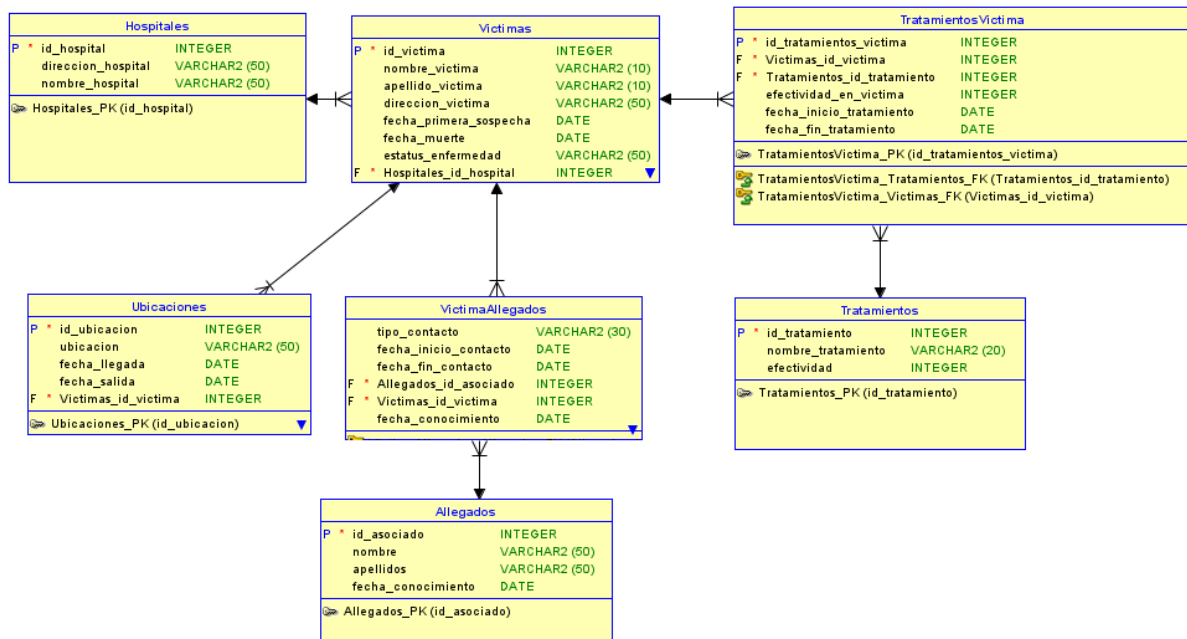 Hospitales
P * id_hospital INTEGER
direccion_hospital VARCHAR2 (50)
nombre_hospital VARCHAR2 (50)
Hospitales_PK (id_hospital)
Victimas
P * id_victima INTEGER
nombre_victima VARCHAR2 (10)
apellido_victima VARCHAR2 (10)
direccion_victima VARCHAR2 (50)
fecha_primera_sospecha DATE
fecha_muerte DATE
estatus_enfermedad VARCHAR2 (50)
F * Hospitales_id_hospital INTEGER
TratamientosVictima
P * id_tratamientos_victima INTEGER
F * Victimas_id_victima INTEGER
F * Tratamientos_id_tratamiento INTEGER
efectividad_en_victima INTEGER
fecha_inicio_tratamiento DATE
fecha_fin_tratamiento DATE
TratamientosVictima_PK (id_tratamientos_victima)
TratamientosVictima_Tratamientos_FK (Tratamientos_id_tratamiento)
TratamientosVictima_Victimas_FK (Victimas_id_victima)
Ubicaciones
P * id_ubicacion INTEGER
ubicacion VARCHAR2 (50)
fecha_llegada DATE
fecha_salida DATE
F * Victimas_id_victima INTEGER
Ubicaciones_PK (id_ubicacion)
VictimaAllegados
tipo_contacto VARCHAR2 (30)
fecha_inicio_contacto DATE
fecha_fin_contacto DATE
F * Allegados_id_asociado INTEGER
F * Victimas_id_victima INTEGER
fecha_conocimiento DATE
Tratamientos
P * id_tratamiento INTEGER
nombre_tratamiento VARCHAR2 (20)
efectividad INTEGER
Tratamientos_PK (id_tratamiento)
Allegados
P * id_asociado INTEGER
nombre VARCHAR2 (50)
apellidos VARCHAR2 (50)
fecha_conocimiento DATE
Allegados_PK (id_asociado)